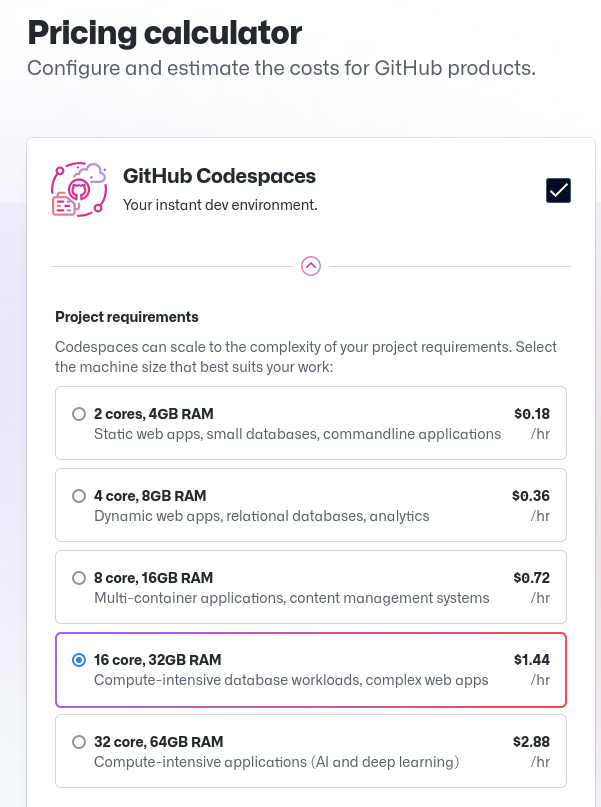 Pricing calculator
Configure and estimate the costs for GitHub products.
GitHub Codespaces
Your instant dev environment.
Project requirements
Codespaces can scale to the complexity of your project requirements. Select
the machine size that best suits your work:
2 cores, 4GB RAM $0.18
Static web apps, small databases, commandline applications /hr
4 core, 8GB RAM $0.36
Dynamic web apps, relational databases, analytics /hr
8 core, 16GB RAM $0.72
Multi-container applications, content management systems /hr
16 core, 32GB RAM $1.44
Compute-intensive database workloads, complex web apps /hr
32 core, 64GB RAM $2.88
Compute-intensive applications (AI and deep learning) /hr